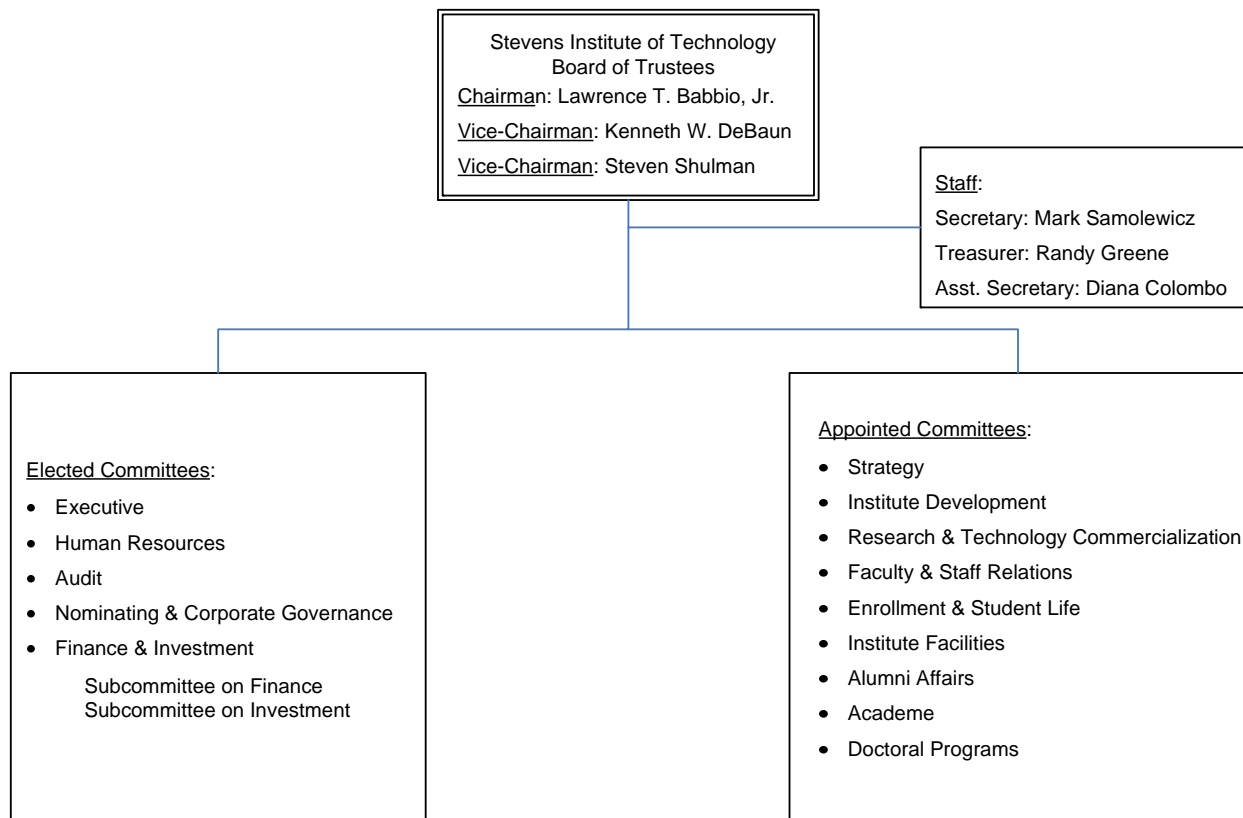 Stevens Institute of Technology
Board of Trustees
Chairman: Lawrence T. Babbio, Jr.
Vice-Chairman: Kenneth W. DeBaun
Vice-Chairman: Steven Shulman
Staff:
Secretary: Mark Samolewicz
Treasurer: Randy Greene
Asst. Secretary: Diana Colombo
Elected Committees:
• Executive
• Human Resources
• Audit
• Nominating & Corporate Governance
• Finance & Investment
Subcommittee on Finance
Subcommittee on Investment
Appointed Committees:
• Strategy
• Institute Development
• Research & Technology Commercialization
• Faculty & Staff Relations
• Enrollment & Student Life
• Institute Facilities
• Alumni Affairs
• Academe
• Doctoral Programs